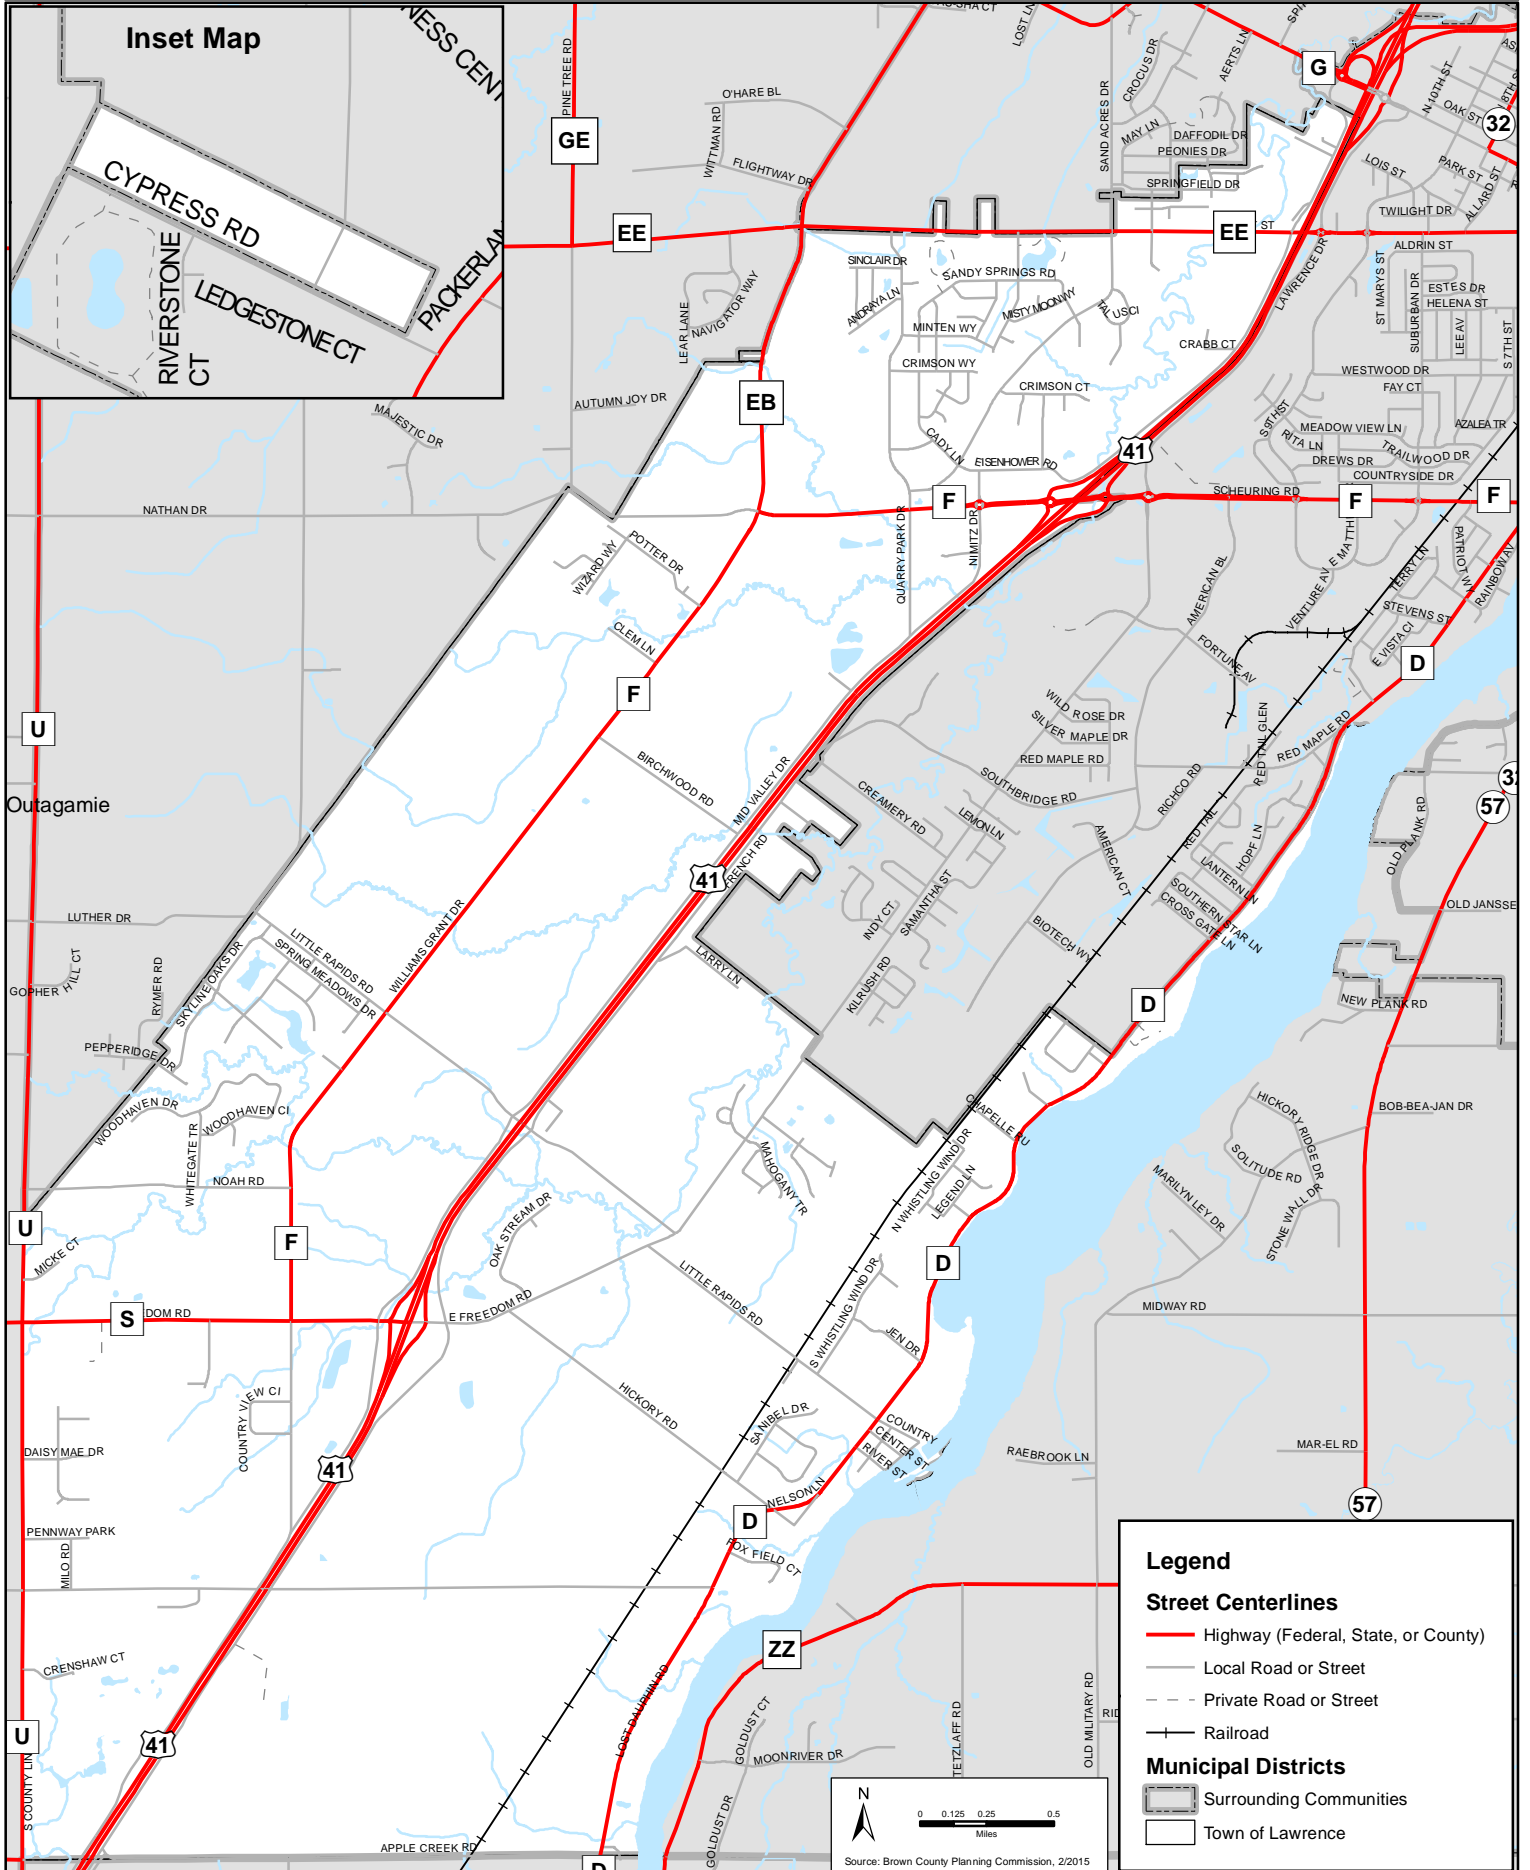 Inset Map
CYPRESS RD
RIVERSTONE
CT
LEDGESTONE CT
LOST LN
PINE TREE RD
GE
O'HARE BL
WITTMAN RD
FLIGHTWAY DR
SAND ACRES DR
CROCUS DR
AERTS LN
MAY LN
DAFFODIL DR
PEONIES DR
SPRINGFIELD DR
G
N 10TH ST
OAK ST
32
LOIS ST
PARK ST
ALLARD ST
TWILIGHT DR
EE
EE
ST
LAWRENCE DR
ALDRIN ST
ST MARYS ST
SUBURBAN DR
ESTES DR
HELENA ST
LEE AV
S 7TH ST
SINCLAIR DR
SANDY SPRINGS RD
ANDRAYA LN
MINTEN WY
MISTY MOON WY
TALUS CI
LEAR LANE
NAVIGATOR WAY
CRIMSON WY
CRIMSON CT
CRABB CT
WESTWOOD DR
FAY CT
AUTUMN JOY DR
MAJESTIC DR
EB
CADY LN
EISENHOWER RD
41
S 9TH ST
MEADOW VIEW LN
AZALEA TR
RITA LN
TRAILWOOD DR
DREWS DR
COUNTRYSIDE DR
NATHAN DR
F
SCHEURING RD
F
F
QUARRY PARK DR
NIMITZ DR
POTTER DR
WIZARD WY
CLEM LN
F
AMERICAN BL
VENTURE AV
TERRY LN
PATRIOT WY
RAINBOW AV
STEVENS ST
E VISTA CI
D
FORTUNE AV
U
WILD ROSE DR
SILVER MAPLE DR
RED MAPLE RD
RED TAIL GLEN
RED MAPLE RD
BIRCHWOOD RD
MID VALLEY DR
SOUTHBRIDGE RD
RICHCO RD
Outagamie
CREAMERY RD
LEMON LN
AMERICAN CT
RED TAIL
HOPF LN
LANTERN LN
57
OLD PLANK RD
41
FRENCH RD
INDY CT
SAMANTHA ST
SOUTHERN STAR LN
CROSS GATE LN
LUTHER DR
WILLIAMS GRANT DR
LITTLE RAPIDS RD
SPRING MEADOWS DR
SKYLINE OAKS DR
BIOTECH WY
GOPHER HILL CT
RYMER RD
LARRY LN
KILRUSH RD
D
NEW PLANK RD
PEPPERIDGE DR
WOODHAVEN DR
WOODHAVEN CI
WHITEGATE TR
NOAH RD
CHAPELLE RU
HICKORY RIDGE DR
BOB-BEA-JAN DR
SOLITUDE RD
MAHOGANY TR
N WHISTLING WIND DR
LEGEND LN
MARILYN LEY DR
STONE WALL DR
U
F
MICKE CT
OAK STREAM DR
D
S
DOM RD
E FREEDOM RD
LITTLE RAPIDS RD
S WHISTLING WIND DR
JEN DR
MIDWAY RD
COUNTRY VIEW CI
HICKORY RD
SANIBEL DR
COUNTRY
CENTER ST
RIVER ST
DAISY MAE DR
41
RAEBROOK LN
MAR-EL RD
NELSON LN
D
57
PENNWAY PARK
MILO RD
FOX FIELD CT
ZZ
CRENSHAW CT
U
41
LOST DAUPHIN RD
GOLDUST CT
MOONRIVER DR
TETZLAFF RD
OLD MILITARY RD
GOLDUST DR
APPLE CREEK RD
N
0 0.125 0.25 0.5
Miles
Source: Brown County Planning Commission, 2/2015
Legend
Street Centerlines
Highway (Federal, State, or County)
Local Road or Street
Private Road or Street
Railroad
Municipal Districts
Surrounding Communities
Town of Lawrence